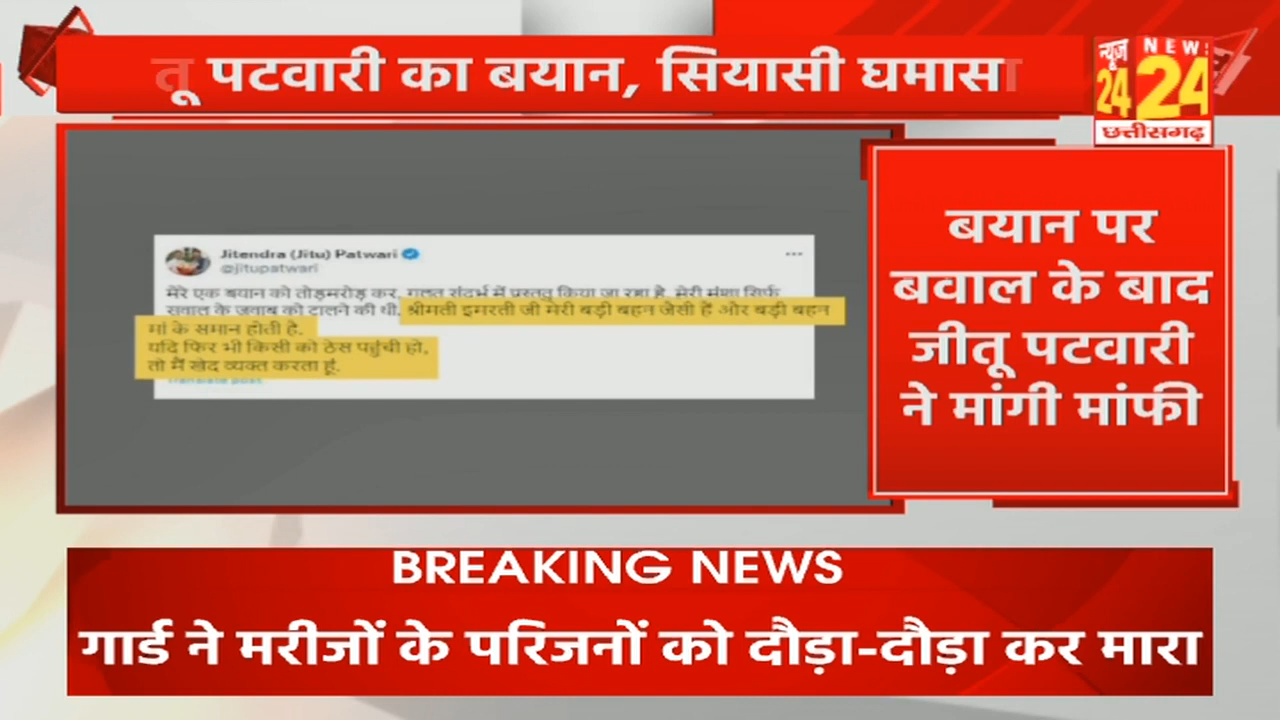 तू पटवारी का बयान, सियासी घमास
न्यूज़ 24
NEWS 24
छत्तीसगढ़
Jitendra (Jitu) Patwari
@jitupatwari
मेरे एक बयान को तोड़मरोड़ कर, गलत संदर्भ में प्रस्तुत किया जा रहा है, मेरी मंशा सिर्फ
सवाल के जवाब को टालने की थी, श्रीमती इमरती जी मेरी बड़ी बहन जैसी हैं और बड़ी बहन
मां के समान होती है.
यदि फिर भी किसी को ठेस पहुंची हो,
तो मैं खेद व्यक्त करता हूं.
Translate post
बयान पर
बवाल के बाद
जीतू पटवारी
ने मांगी मांफी
BREAKING NEWS
गार्ड ने मरीजों के परिजनों को दौड़ा-दौड़ा कर मारा